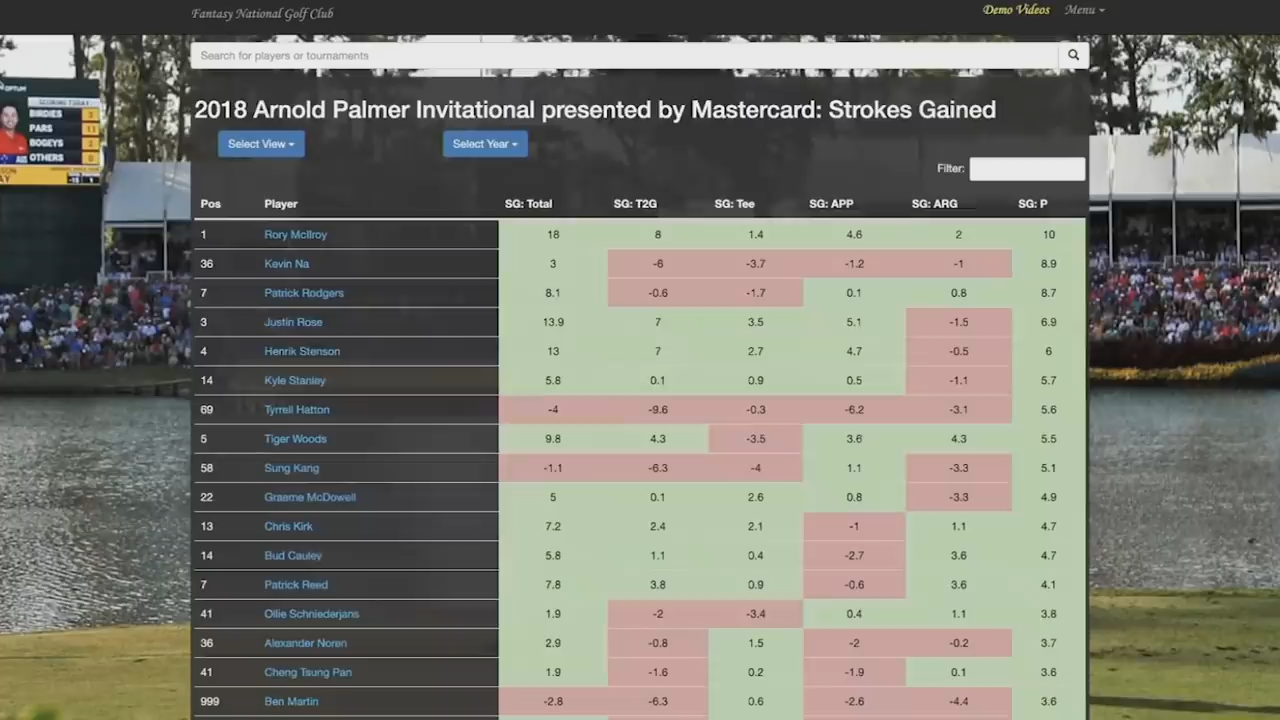 Fantasy National Golf Club
Demo Videos Menu
Search for players or tournaments
OPTUM
SCORING TODAY
BIRDIES 3
PARS 13
BOGEYS 2
OTHERS 0
AUS
2018 Arnold Palmer Invitational presented by Mastercard: Strokes Gained
Select View Select Year
Filter:
Pos Player SG: Total SG: T2G SG: Tee SG: APP SG: ARG SG: P
1 Rory McIlroy 18 8 1.4 4.6 2 10
36 Kevin Na 3 -6 -3.7 -1.2 -1 8.9
7 Patrick Rodgers 8.1 -0.6 -1.7 0.1 0.8 8.7
3 Justin Rose 13.9 7 3.5 5.1 -1.5 6.9
4 Henrik Stenson 13 7 2.7 4.7 -0.5 6
14 Kyle Stanley 5.8 0.1 0.9 0.5 -1.1 5.7
69 Tyrrell Hatton -4 -9.6 -0.3 -6.2 -3.1 5.6
5 Tiger Woods 9.8 4.3 -3.5 3.6 4.3 5.5
58 Sung Kang -1.1 -6.3 -4 1.1 -3.3 5.1
22 Graeme McDowell 5 0.1 2.6 0.8 -3.3 4.9
13 Chris Kirk 7.2 2.4 2.1 -1 1.1 4.7
14 Bud Cauley 5.8 1.1 0.4 -2.7 3.6 4.7
7 Patrick Reed 7.8 3.8 0.9 -0.6 3.6 4.1
41 Ollie Schniederjans 1.9 -2 -3.4 0.4 1.1 3.8
36 Alexander Noren 2.9 -0.8 1.5 -2 -0.2 3.7
41 Cheng Tsung Pan 1.9 -1.6 0.2 -1.9 0.1 3.6
999 Ben Martin -2.8 -6.3 0.6 -2.6 -4.4 3.6